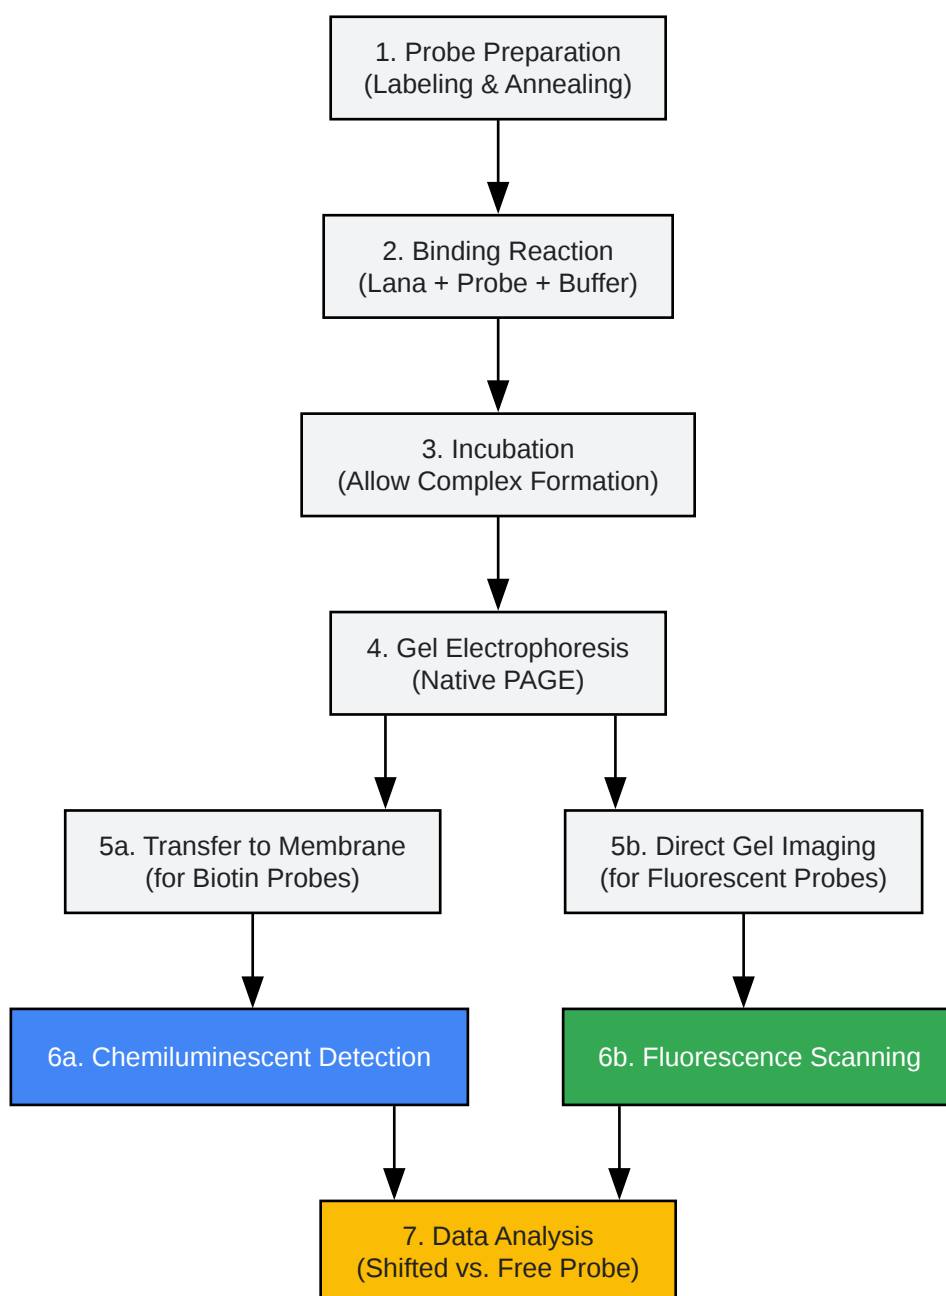 1. Probe Preparation
(Labeling & Annealing)
2. Binding Reaction
(Lana + Probe + Buffer)
3. Incubation
(Allow Complex Formation)
4. Gel Electrophoresis
(Native PAGE)
5a. Transfer to Membrane
(for Biotin Probes)
5b. Direct Gel Imaging
(for Fluorescent Probes)
6a. Chemiluminescent Detection
6b. Fluorescence Scanning
7. Data Analysis
(Shifted vs. Free Probe)